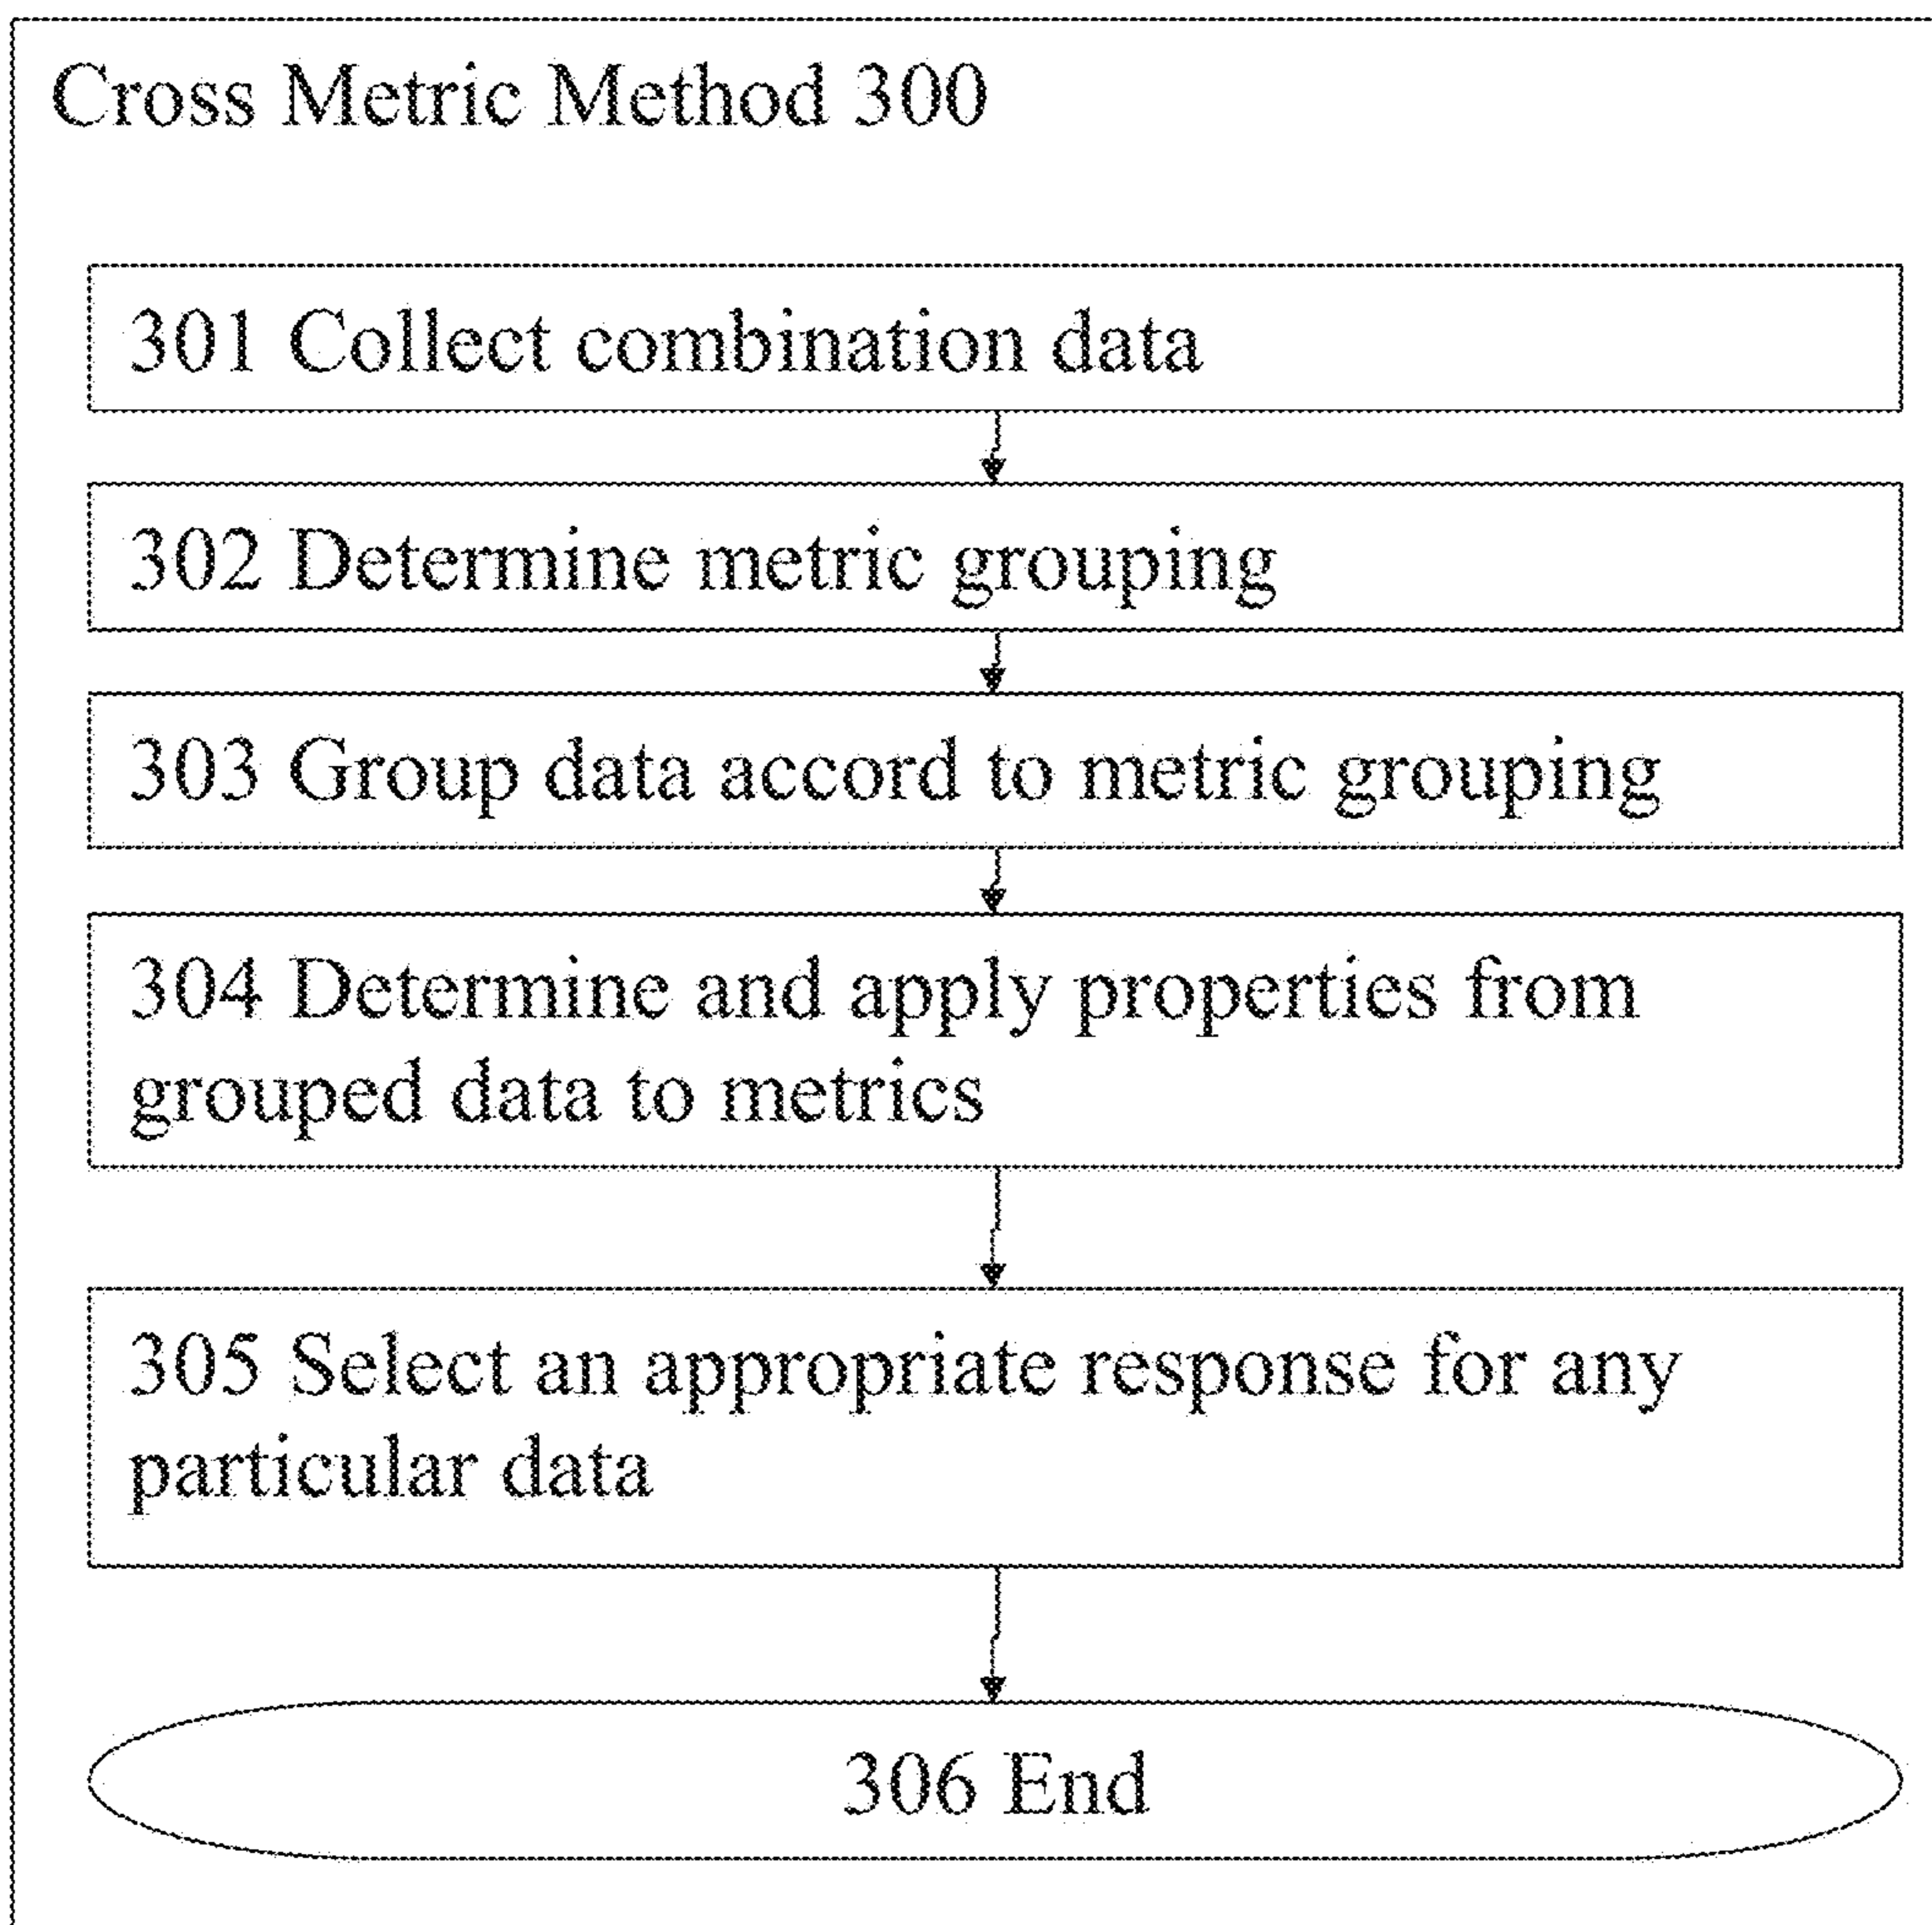 Cross Metric Method 300
301 Collect combination data
302 Determine metric grouping
303 Group data accord to metric grouping
304 Determine and apply properties from
grouped data to metrics
305 Select an appropriate response for any
particular data
306 End